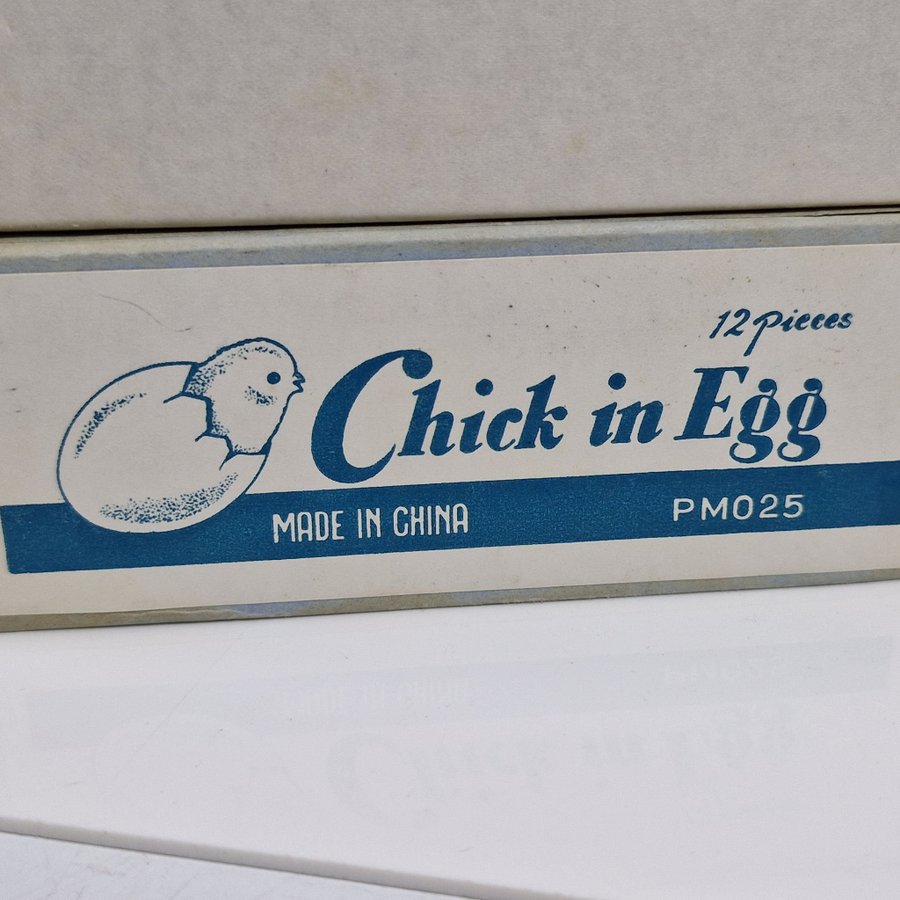 12 pieces
Chick in Egg
MADE IN CHINA PM025